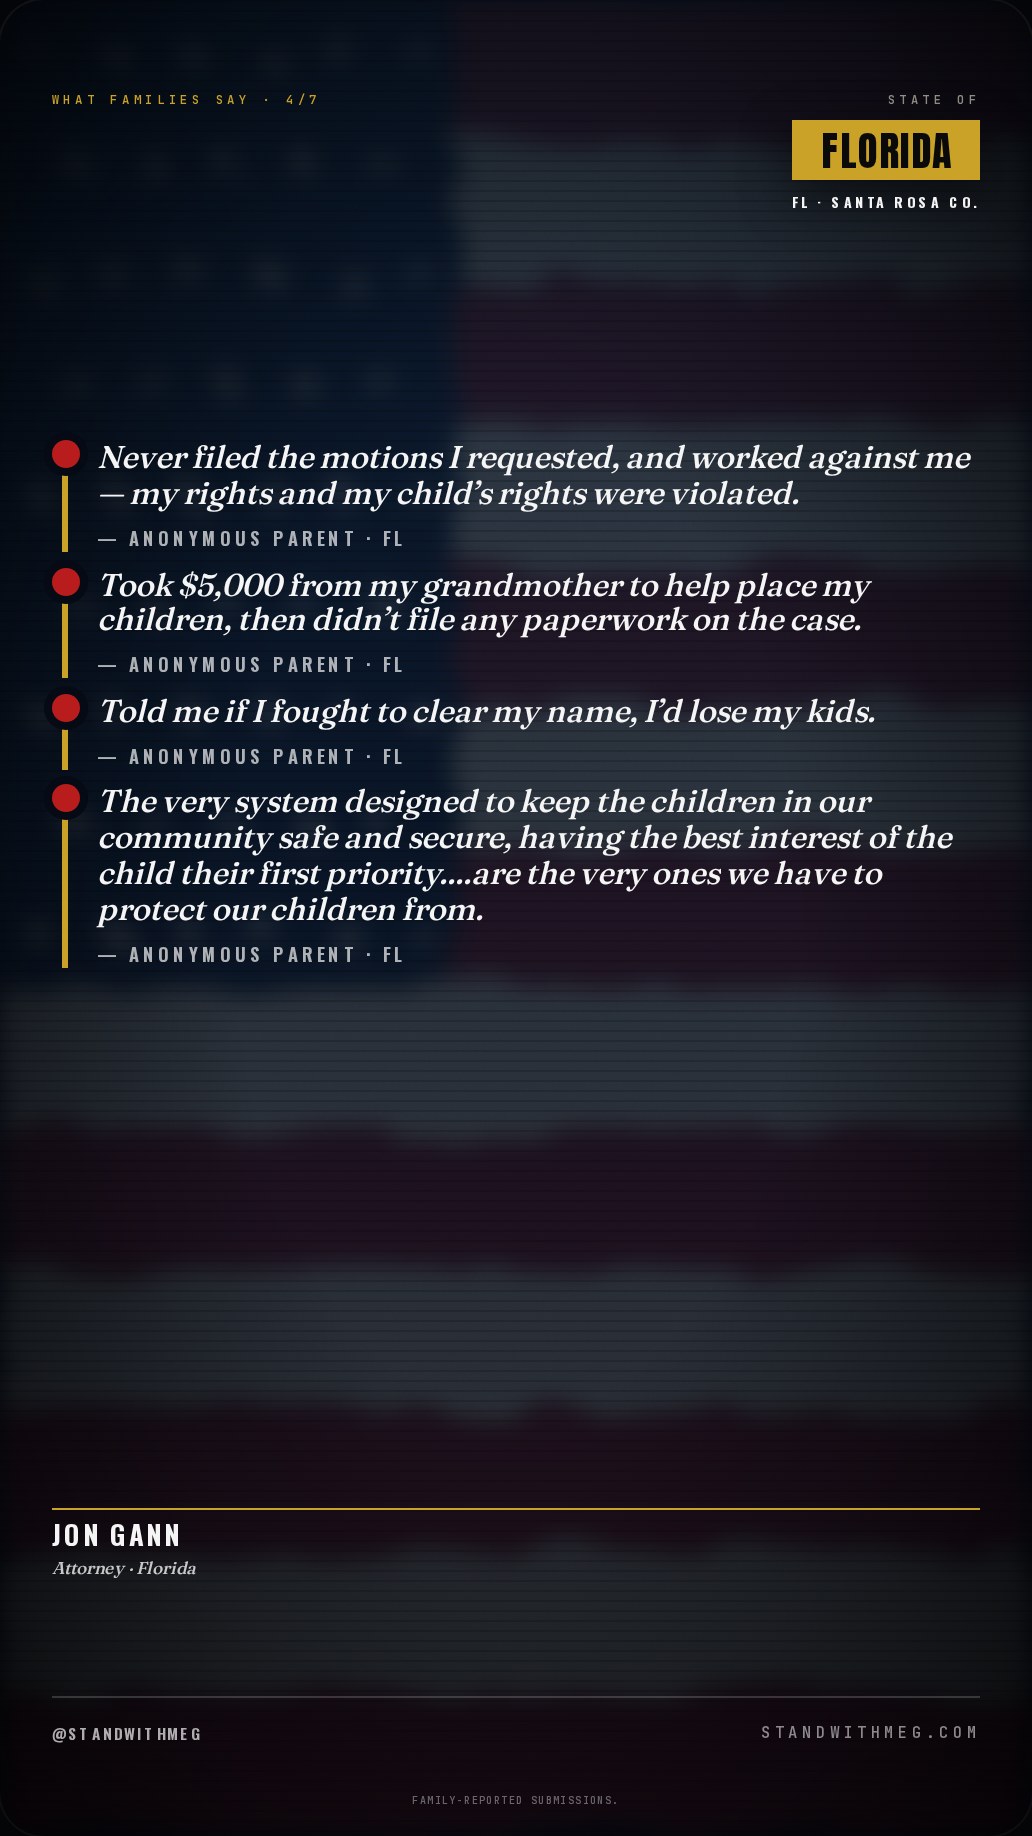 WHAT FAMILIES SAY · 4/7
STATE OF
FLORIDA
FL · SANTA ROSA CO.
Never filed the motions I requested, and worked against me
— my rights and my child’s rights were violated.
— ANONYMOUS PARENT · FL
Took $5,000 from my grandmother to help place my
children, then didn’t file any paperwork on the case.
— ANONYMOUS PARENT · FL
Told me if I fought to clear my name, I’d lose my kids.
— ANONYMOUS PARENT · FL
The very system designed to keep the children in our
community safe and secure, having the best interest of the
child their first priority....are the very ones we have to
protect our children from.
— ANONYMOUS PARENT · FL
JON GANN
Attorney · Florida
@STANDWITHMEG
STANDWITHMEG.COM
FAMILY-REPORTED SUBMISSIONS.